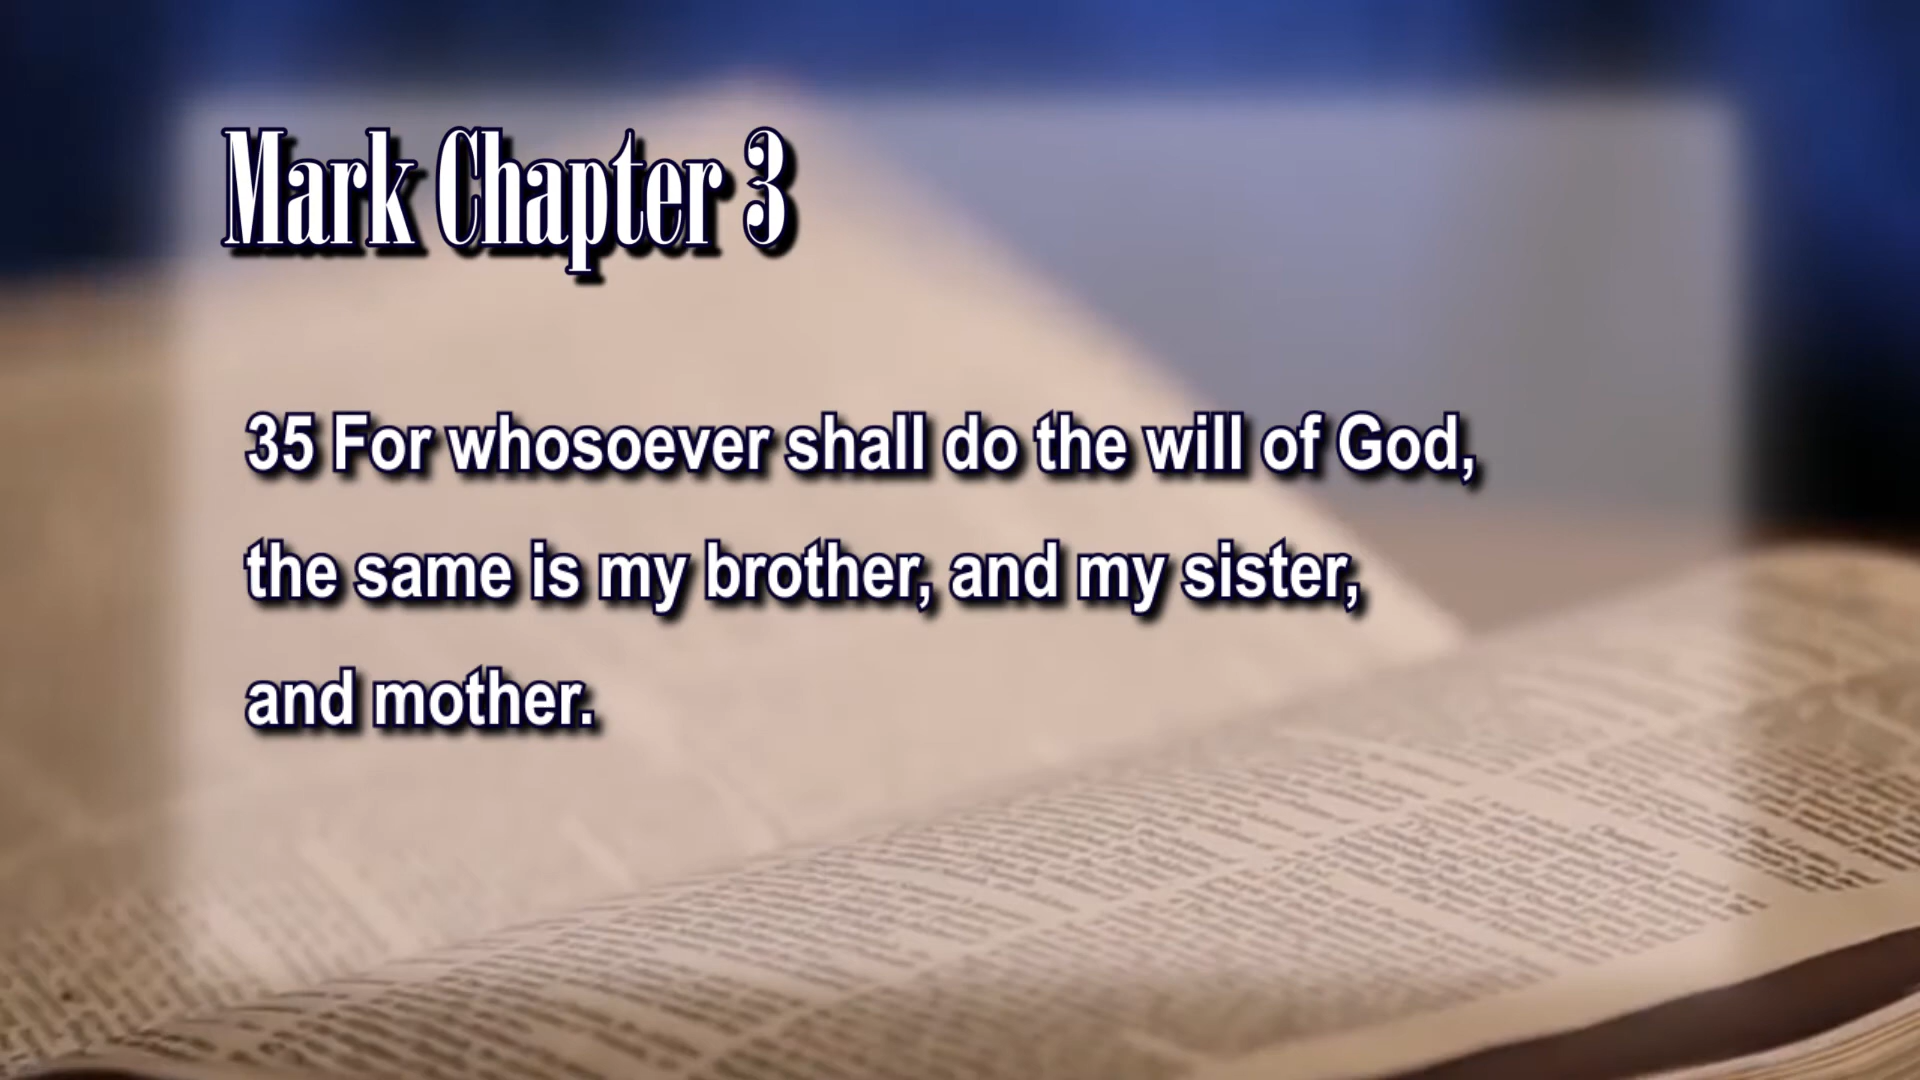 Mark Chapter 3
35 For whosoever shall do the will of God,
the same is my brother, and my sister,
and mother.